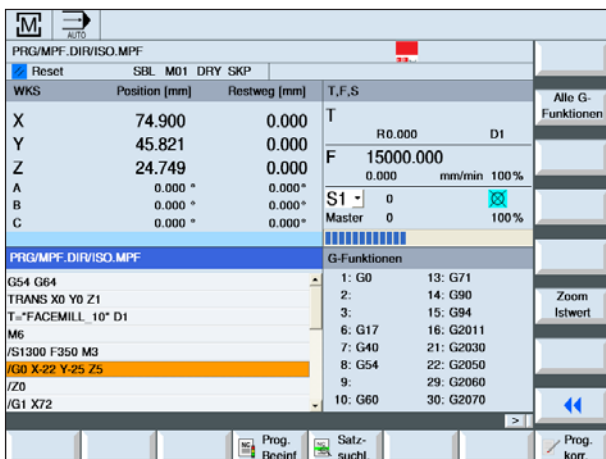 M
AUTO
PRG/MPF.DIR/ISO.MPF
Reset SBL M01 DRY SKP
WKS Position [mm] Restweg [mm]
X 74.900 0.000
Y 45.821 0.000
Z 24.749 0.000
A 0.000 ° 0.000°
B 0.000 ° 0.000°
C 0.000 ° 0.000°
T,F,S
T
R0.000 D1
F 15000.000
0.000 mm/min 100%
S1 0
Master 0 100%
PRG/MPF.DIR/ISO.MPF
G54 G64
TRANS X0 Y0 Z1
T="FACEMILL_10" D1
M6
/S1300 F350 M3
/G0 X-22 Y-25 Z5
/Z0
/G1 X72
G-Funktionen
1: G0 13: G71
2: 14: G90
3: 15: G94
6: G17 16: G2011
7: G40 21: G2030
8: G54 22: G2050
9: 29: G2060
10: G60 30: G2070
>
Alle G-
Funktionen
Zoom
Istwert
NC Prog.
Beeinf
NC Satz-
suchl.
Prog.
korr.